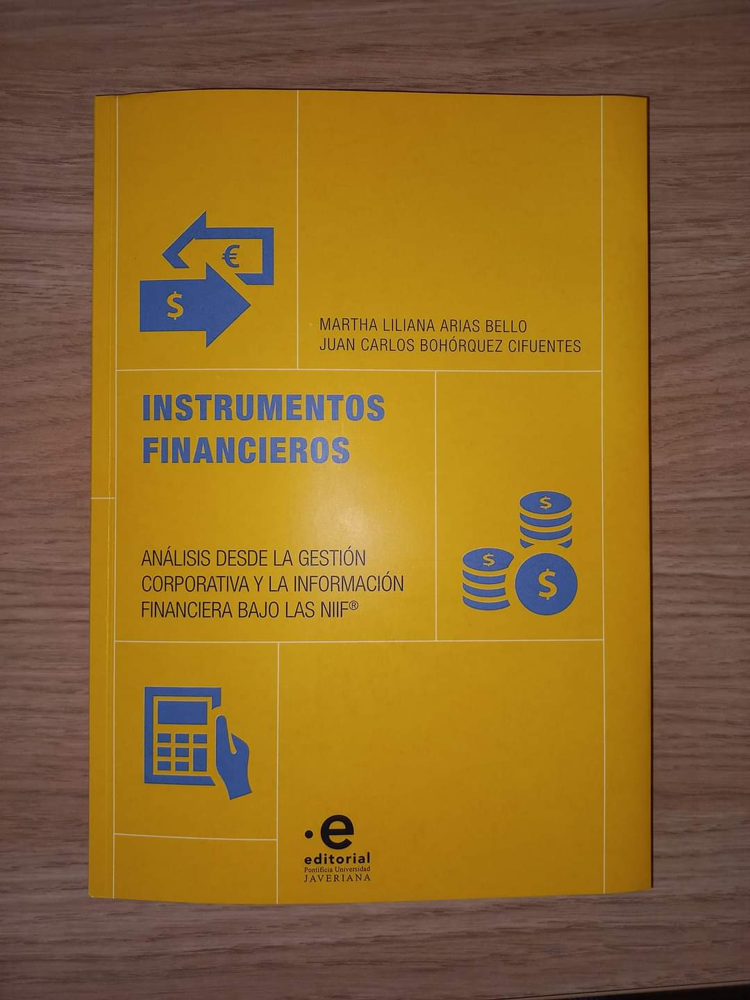 €
$
MARTHA LILIANA ARIAS BELLO
JUAN CARLOS BOHÓRQUEZ CIFUENTES
INSTRUMENTOS
FINANCIEROS
$
$
$
ANÁLISIS DESDE LA GESTIÓN
CORPORATIVA Y LA INFORMACIÓN
FINANCIERA BAJO LAS NIIF®
·e
editorial
Pontificia Universidad
JAVERIANA